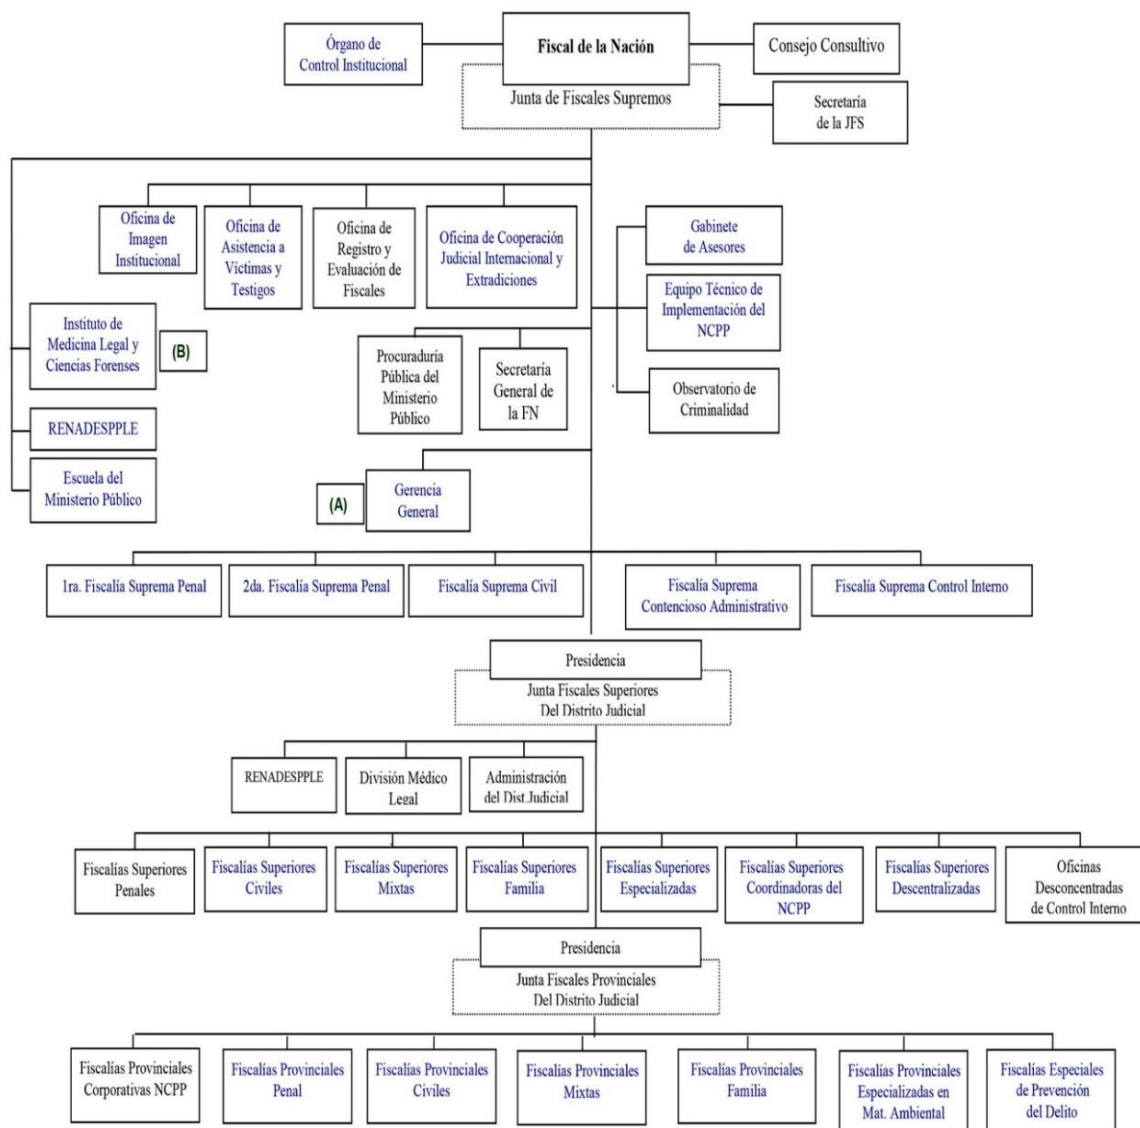 Órgano de
Control Institucional
Fiscal de la Nación
Consejo Consultivo
Junta de Fiscales Supremos
Secretaría
de la JFS
Oficina de
Imagen
Institucional
Oficina de
Asistencia a
Víctimas y
Testigos
Oficina de
Registro y
Evaluación de
Fiscales
Oficina de Cooperación
Judicial Internacional y
Extradiciones
Gabinete
de Asesores
Equipo Técnico de
Implementación del
NCPP
Observatorio de
Criminalidad
Instituto de
Medicina Legal y
Ciencias Forenses
(B)
RENADESPPLE
Escuela del
Ministerio Público
Procuraduría
Pública del
Ministerio
Público
Secretaría
General de
la FN
(A)
Gerencia
General
1ra. Fiscalía Suprema Penal
2da. Fiscalía Suprema Penal
Fiscalía Suprema Civil
Fiscalía Suprema
Contencioso Administrativo
Fiscalía Suprema Control Interno
Presidencia
Junta Fiscales Superiores
Del Distrito Judicial
RENADESPPLE
División Médico
Legal
Administración
del Dist.Judicial
Fiscalías Superiores
Penales
Fiscalías Superiores
Civiles
Fiscalías Superiores
Mixtas
Fiscalías Superiores
Familia
Fiscalías Superiores
Especializadas
Fiscalías Superiores
Coordinadoras del
NCPP
Fiscalías Superiores
Descentralizadas
Oficinas
Desconcentradas
de Control Interno
Presidencia
Junta Fiscales Provinciales
Del Distrito Judicial
Fiscalías Provinciales
Corporativas NCPP
Fiscalías Provinciales
Penal
Fiscalías Provinciales
Civiles
Fiscalías Provinciales
Mixtas
Fiscalías Provinciales
Familia
Fiscalías Provinciales
Especializadas en
Mat. Ambiental
Fiscalías Especiales
de Prevención
del Delito